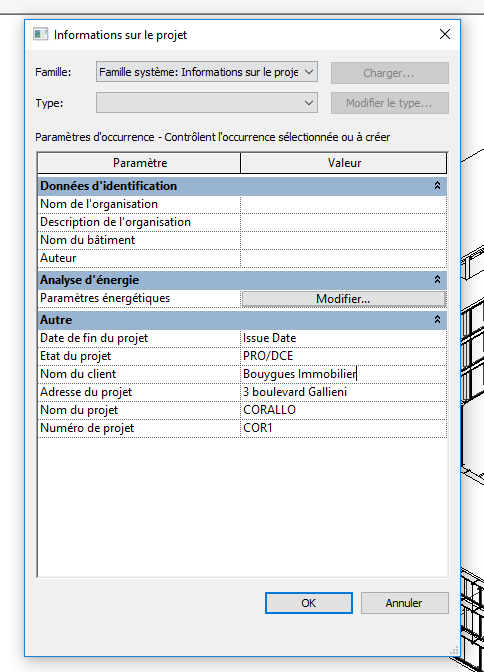 Informations sur le projet
Famille: Famille système: Informations sur le proje Charger...
Type: Modifier le type...
Paramètres d'occurrence - Contrôlent l'occurrence sélectionnée ou à créer
Paramètre Valeur
Données d'identification
Nom de l'organisation
Description de l'organisation
Nom du bâtiment
Auteur
Analyse d'énergie
Paramètres énergétiques Modifier...
Autre
Date de fin du projet Issue Date
Etat du projet PRO/DCE
Nom du client Bouygues Immobilier
Adresse du projet 3 boulevard Gallieni
Nom du projet CORALLO
Numéro de projet COR1
OK Annuler